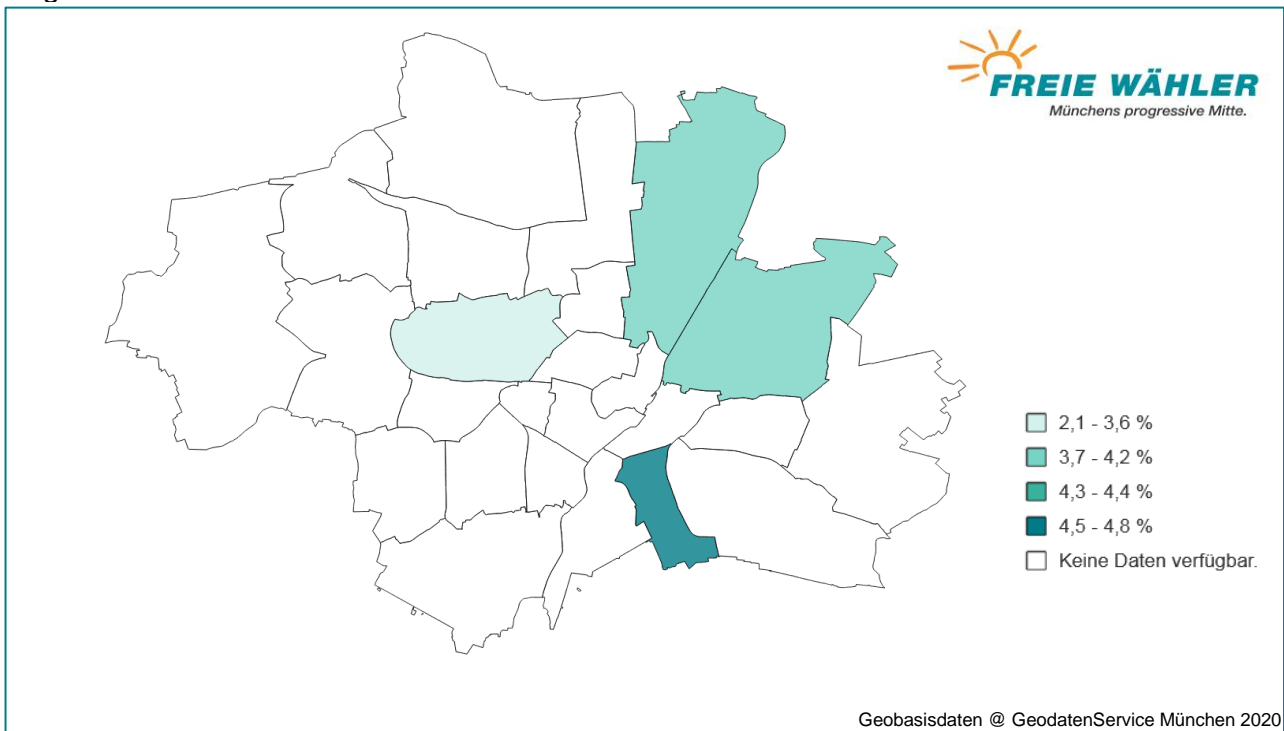 FREIE WÄHLER
Münchens progressive Mitte.
2,1 - 3,6 %
3,7 - 4,2 %
4,3 - 4,4 %
4,5 - 4,8 %
Keine Daten verfügbar.
Geobasisdaten @ GeodatenService München 2020